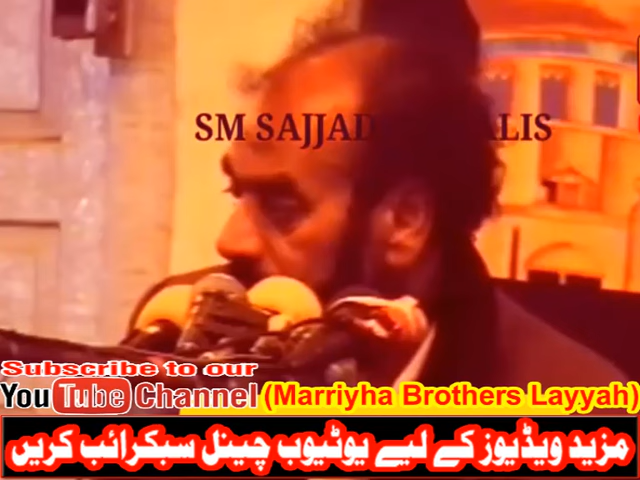 SM SAJJAD ALIS
Subscribe to our
YouTube Channel (Marriyha Brothers Layyah)
مزید ویڈیوز کے لیے یوٹیوب چینل سبکرائب کریں